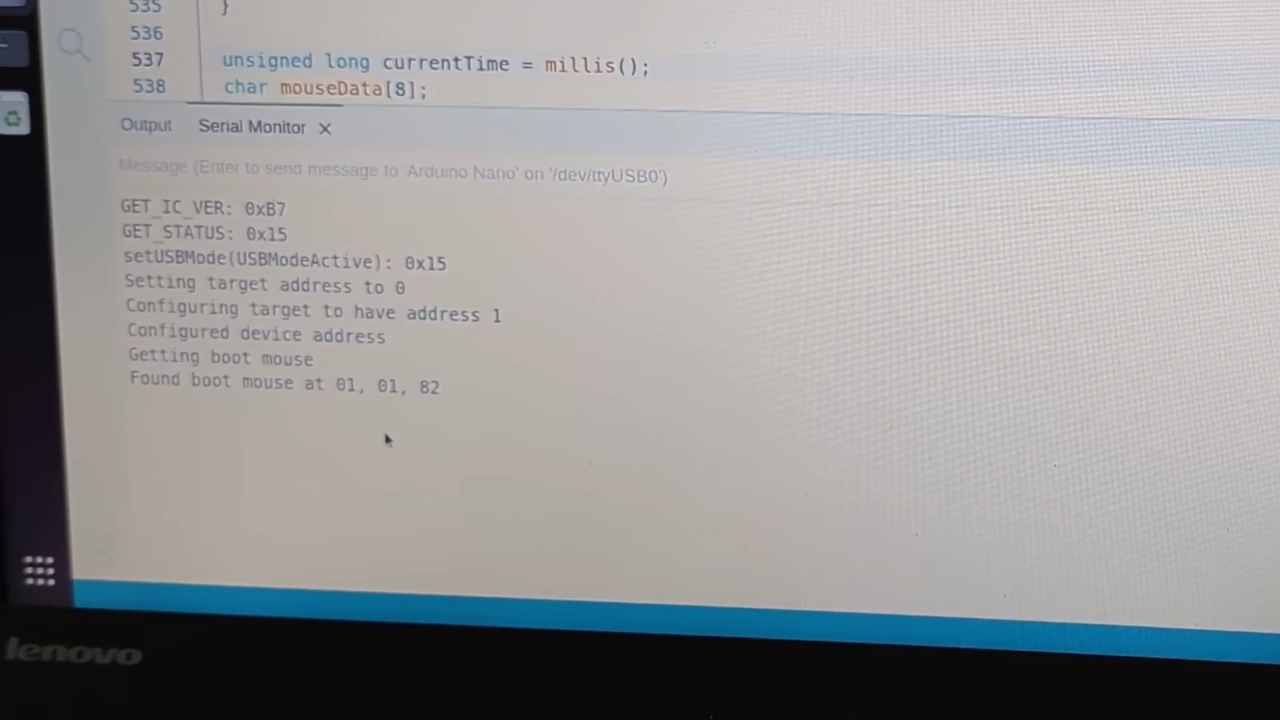 535 }
536
537 unsigned long currentTime = millis();
538 char mouseData[8];
Output Serial Monitor ×
Message (Enter to send message to 'Arduino Nano' on '/dev/ttyUSB0')
GET_IC_VER: 0xB7
GET_STATUS: 0x15
setUSBMode(USBModeActive): 0x15
Setting target address to 0
Configuring target to have address 1
Configured device address
Getting boot mouse
Found boot mouse at 01, 01, 82
lenovo